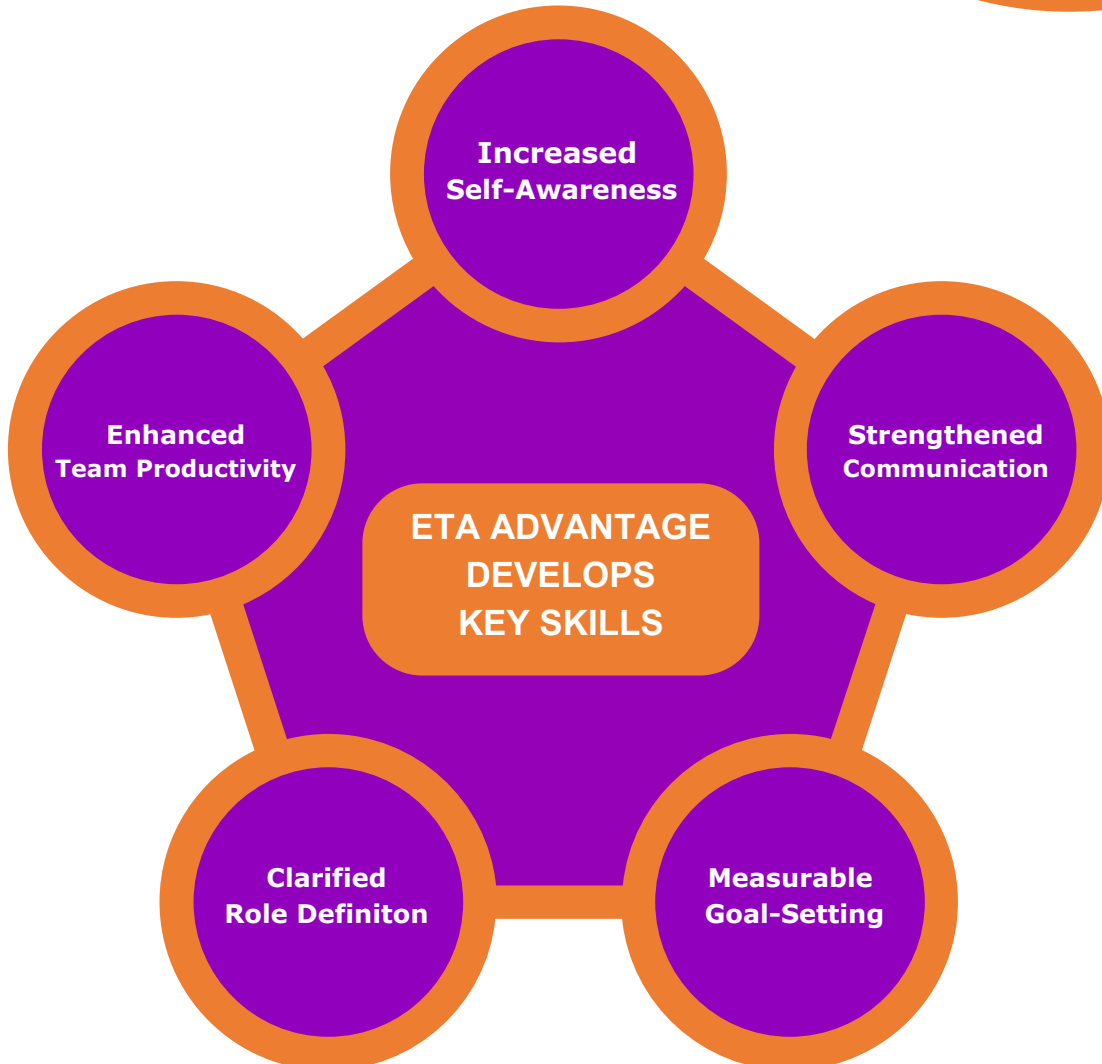 Increased
Self-Awareness
Enhanced
Team Productivity
Strengthened
Communication
ETA ADVANTAGE
DEVELOPS
KEY SKILLS
Clarified
Role Definiton
Measurable
Goal-Setting